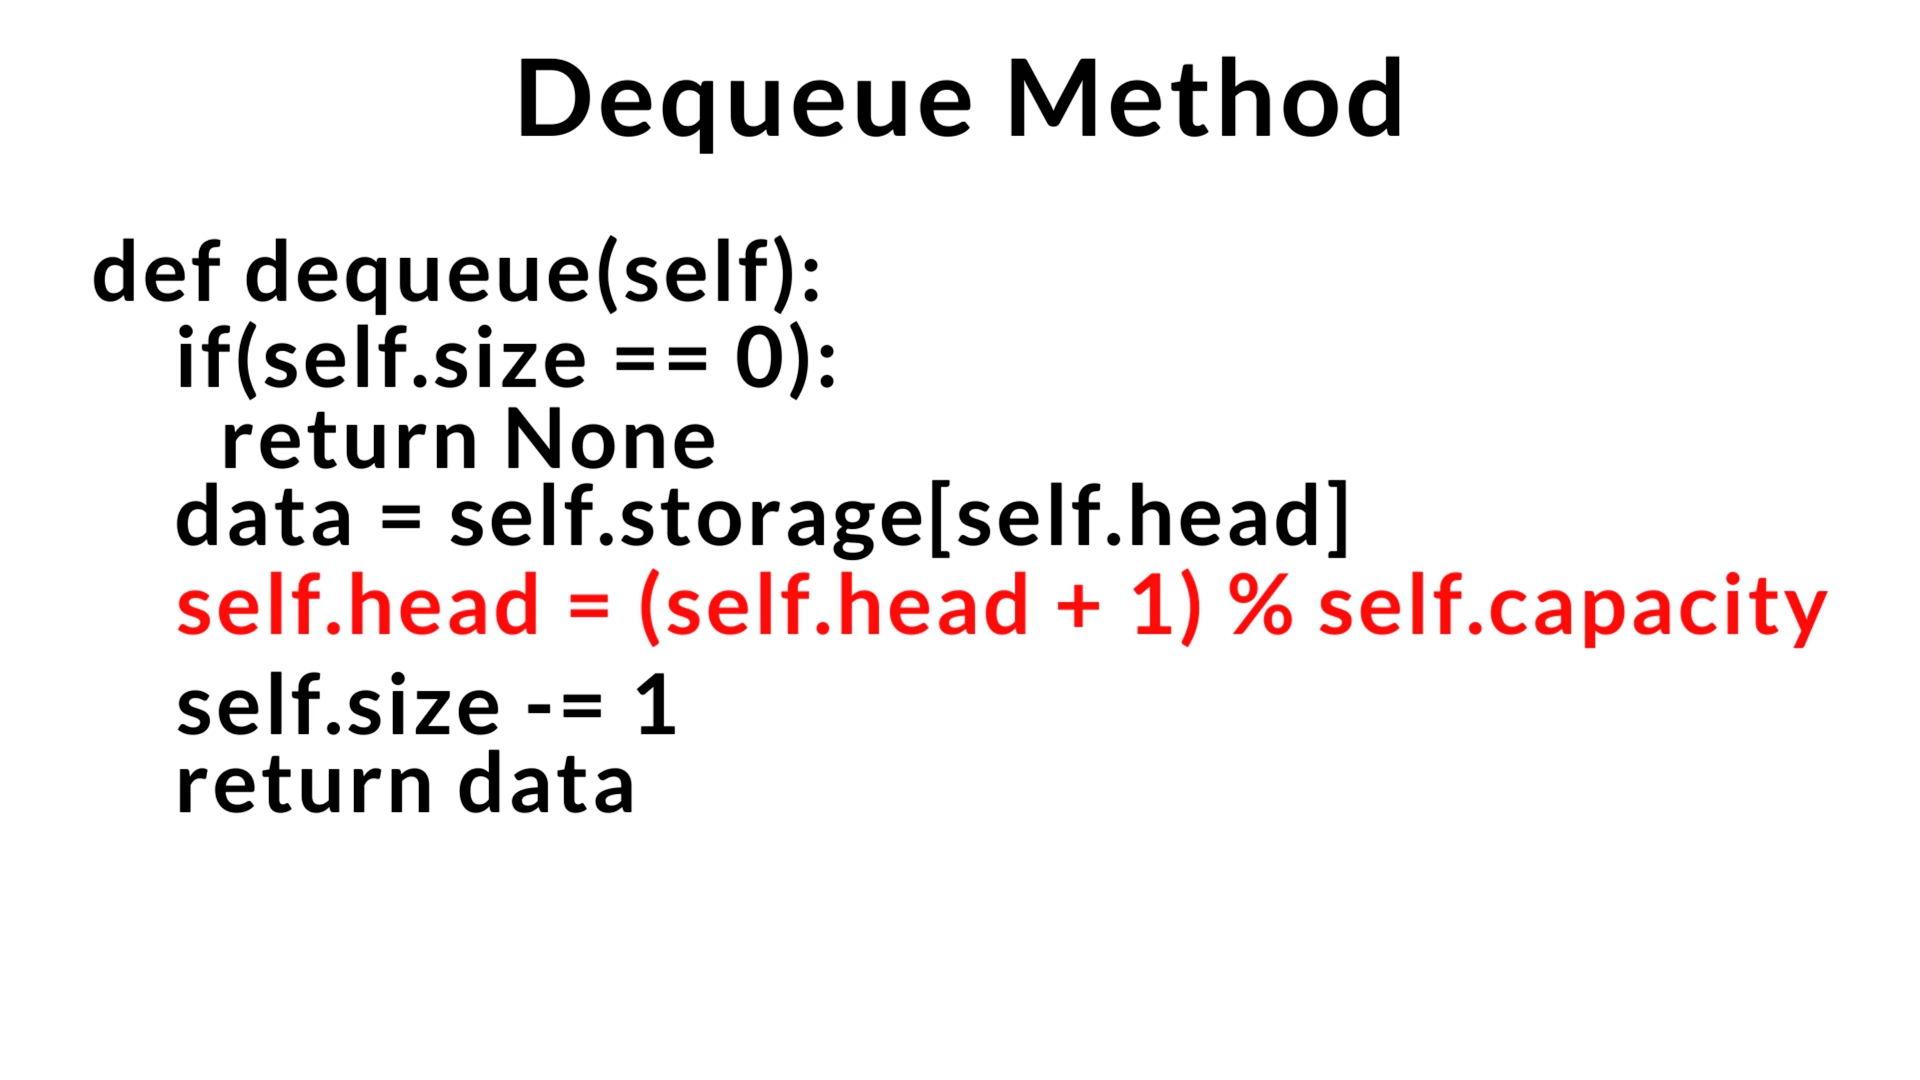 Dequeue Method
def dequeue(self):
if(self.size == 0):
return None
data = self.storage[self.head]
self.head = (self.head + 1) % self.capacity
self.size -= 1
return data